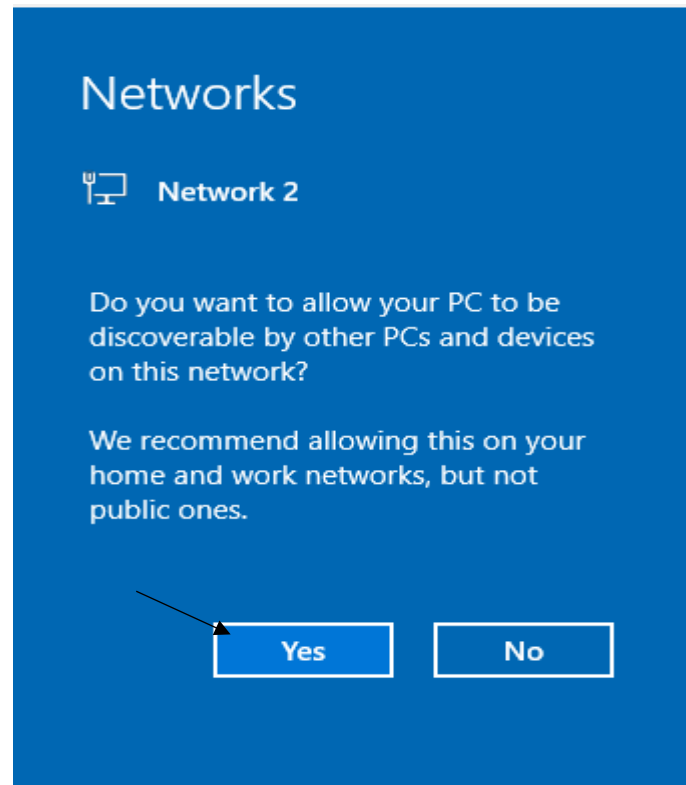 Networks
Network 2
Do you want to allow your PC to be
discoverable by other PCs and devices
on this network?
We recommend allowing this on your
home and work networks, but not
public ones.
Yes No